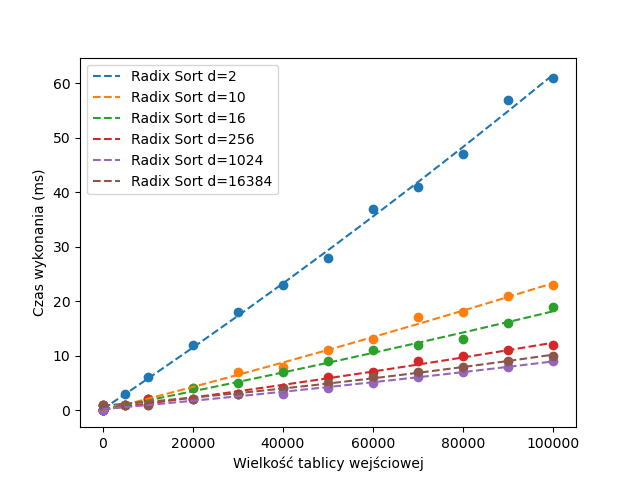 Radix Sort d=2
Radix Sort d=10
Radix Sort d=16
Radix Sort d=256
Radix Sort d=1024
Radix Sort d=16384
60
50
40
30
20
10
0
Czas wykonania (ms)
0 20000 40000 60000 80000 100000
Wielkość tablicy wejściowej